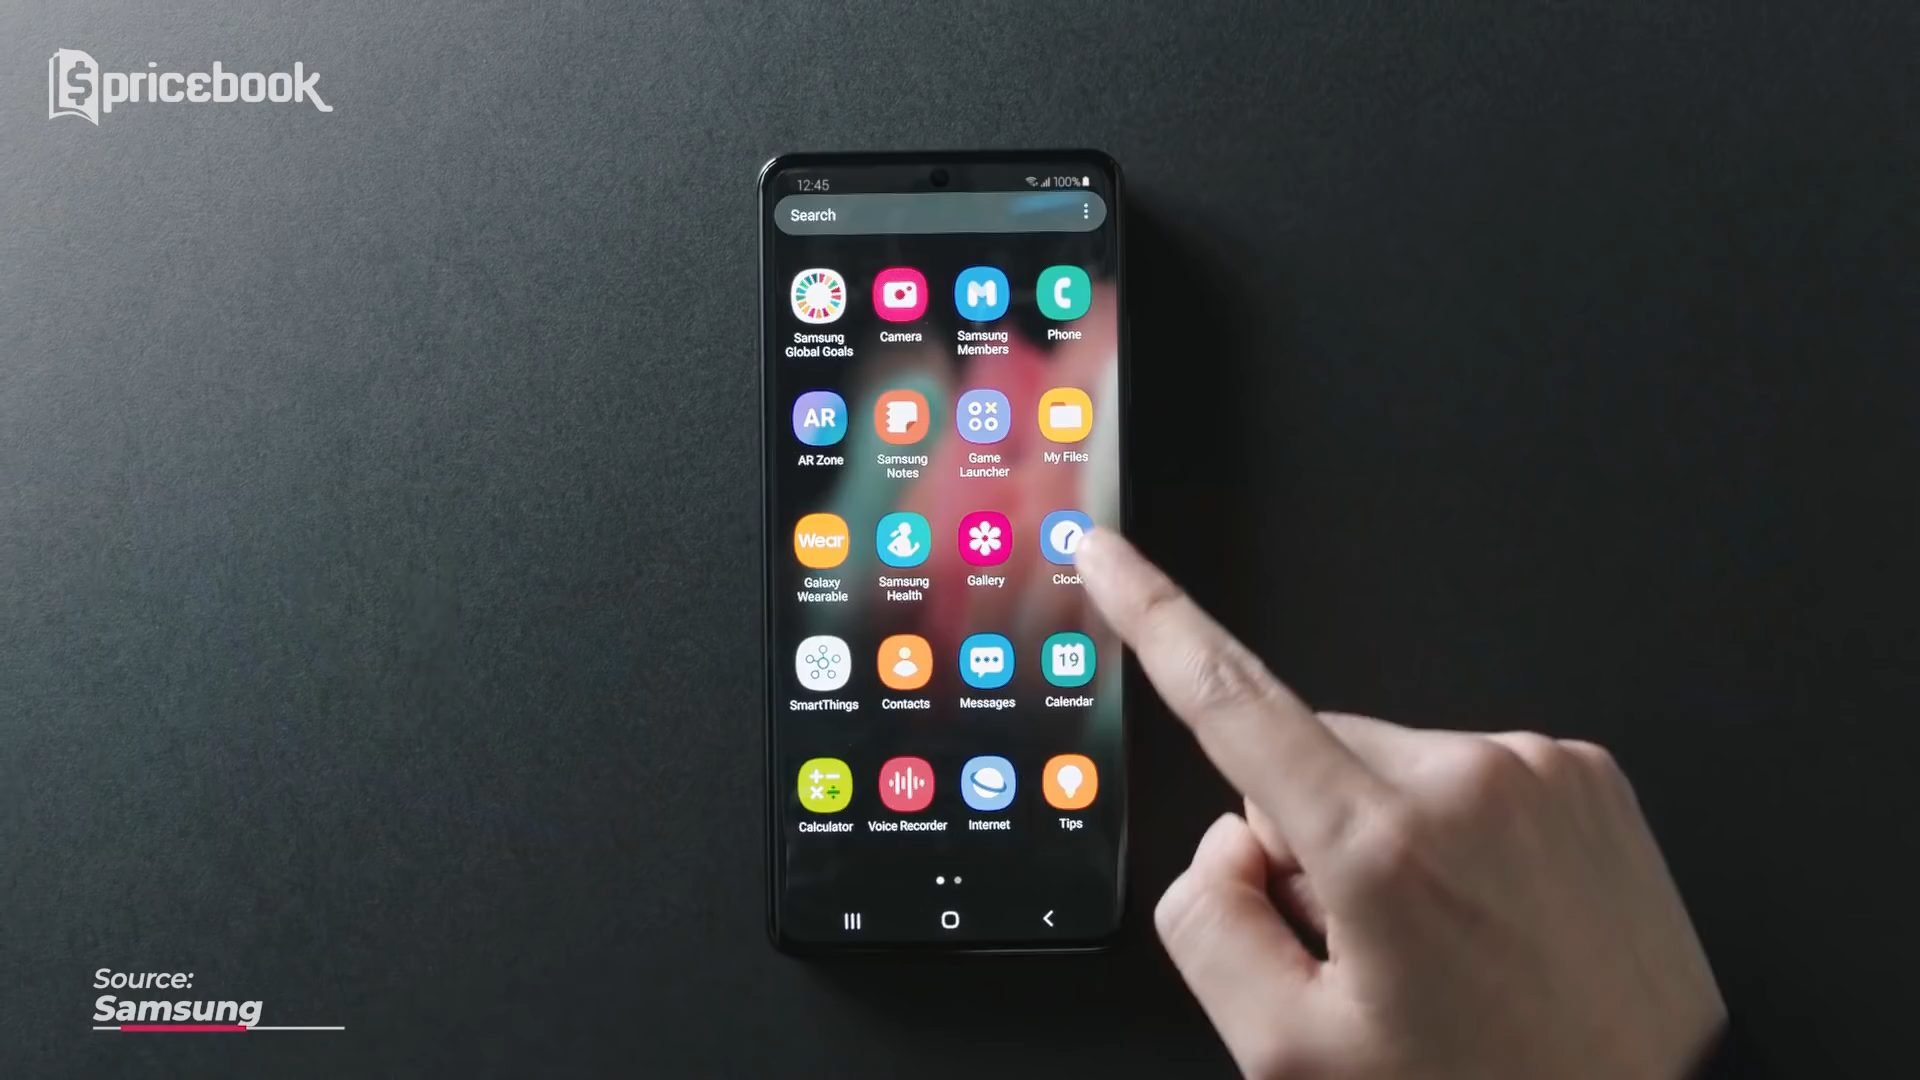 pricebook
12:45
100%
Search
Samsung
Global Goals
Camera
Samsung
Members
Phone
AR
AR Zone
Samsung
Notes
Game
Launcher
My Files
Wear
Galaxy
Wearable
Samsung
Health
Gallery
Clock
SmartThings
Contacts
Messages
19
Calendar
Calculator
Voice Recorder
Internet
Tips
Source:
Samsung